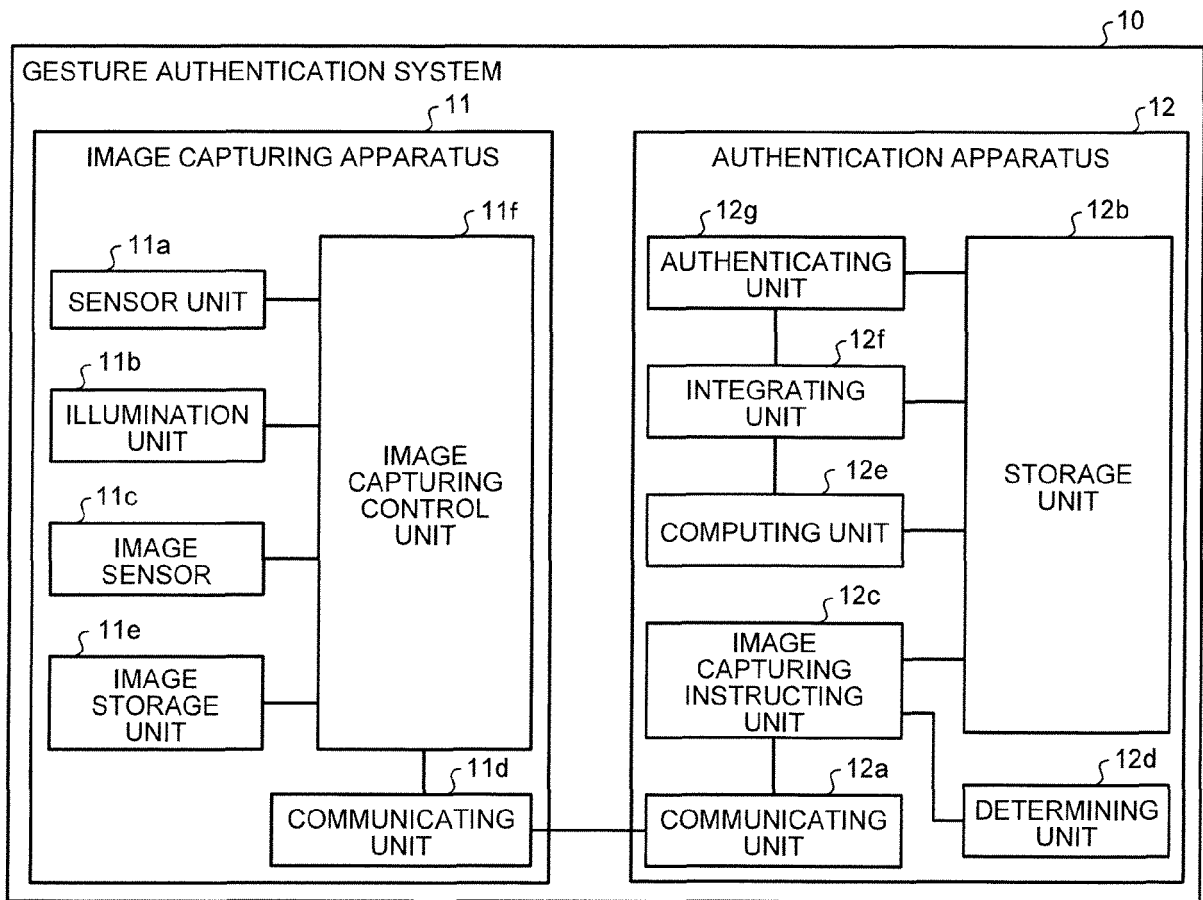 10
GESTURE AUTHENTICATION SYSTEM
11
IMAGE CAPTURING APPARATUS
11f
11a
SENSOR UNIT
11b
ILLUMINATION
UNIT
11c
IMAGE
SENSOR
11e
IMAGE
STORAGE
UNIT
IMAGE
CAPTURING
CONTROL
UNIT
11d
COMMUNICATING
UNIT
12
AUTHENTICATION APPARATUS
12g
AUTHENTICATING
UNIT
12f
INTEGRATING
UNIT
12e
COMPUTING UNIT
12c
IMAGE
CAPTURING
INSTRUCTING
UNIT
12a
COMMUNICATING
UNIT
12b
STORAGE
UNIT
12d
DETERMINING
UNIT